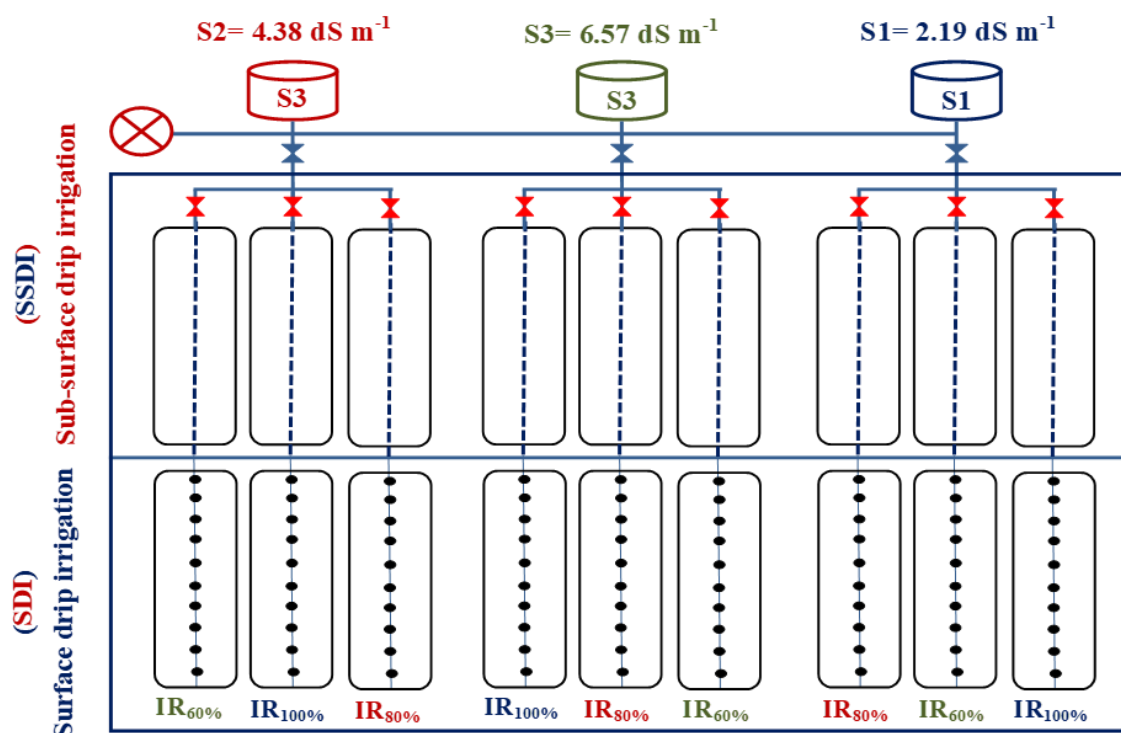 S2= 4.38 dS m⁻¹
S3= 6.57 dS m⁻¹
S1= 2.19 dS m⁻¹
S3
S3
S1
Sub-surface drip irrigation
(SSDI)
Surface drip irrigation
(SDI)
IR₆₀%
IR₁₀₀%
IR₈₀%
IR₁₀₀%
IR₈₀%
IR₆₀%
IR₈₀%
IR₆₀%
IR₁₀₀%